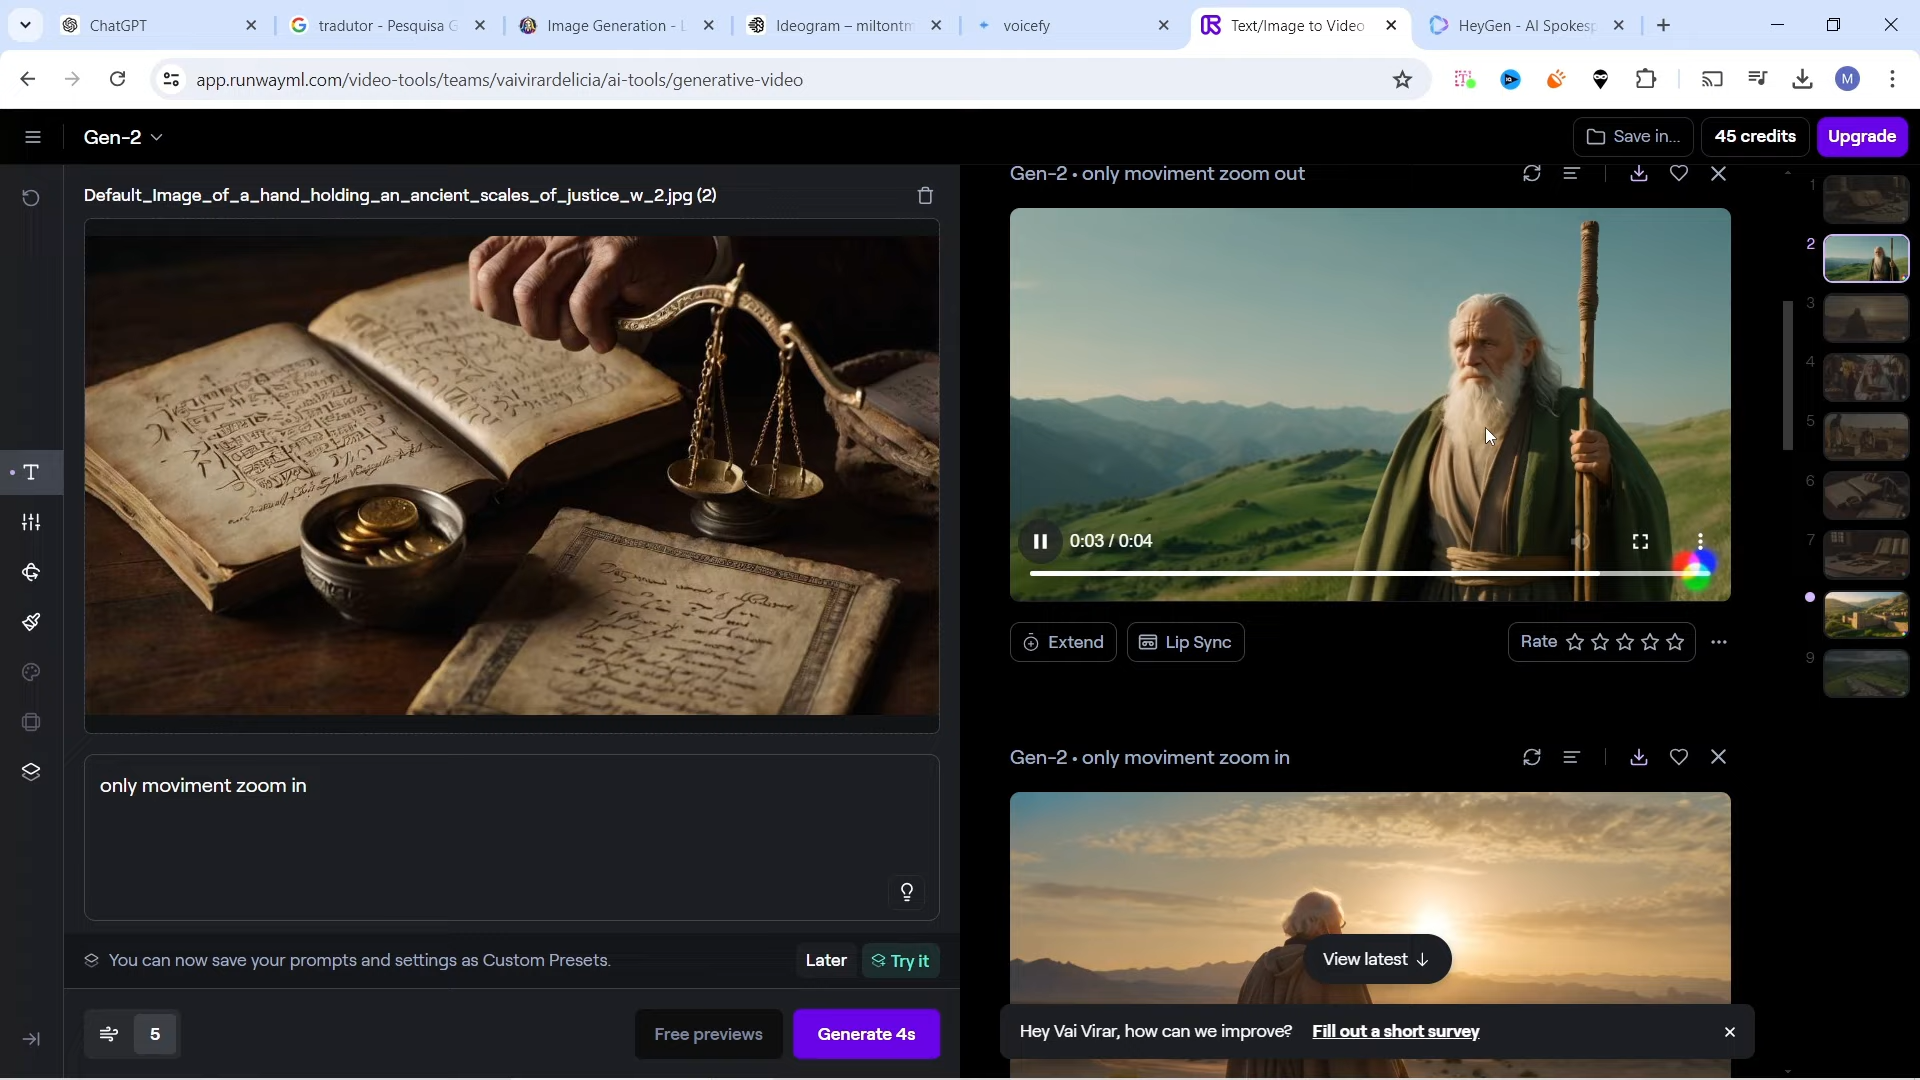 ChatGPT
tradutor - Pesquisa G
Image Generation - L
Ideogram – miltontm
voicefy
Text/Image to Video
HeyGen - AI Spokesp
app.runwayml.com/video-tools/teams/vaivirardelicia/ai-tools/generative-video
M
Gen-2
Save in...
45 credits
Upgrade
Default_Image_of_a_hand_holding_an_ancient_scales_of_justice_w_2.jpg (2)
only moviment zoom in
You can now save your prompts and settings as Custom Presets.
Later
Try it
5
Free previews
Generate 4s
Gen-2 • only moviment zoom out
0:03 / 0:04
Extend
Lip Sync
Rate
Gen-2 • only moviment zoom in
View latest ↓
Hey Vai Virar, how can we improve? Fill out a short survey
1
2
3
4
5
6
7
9